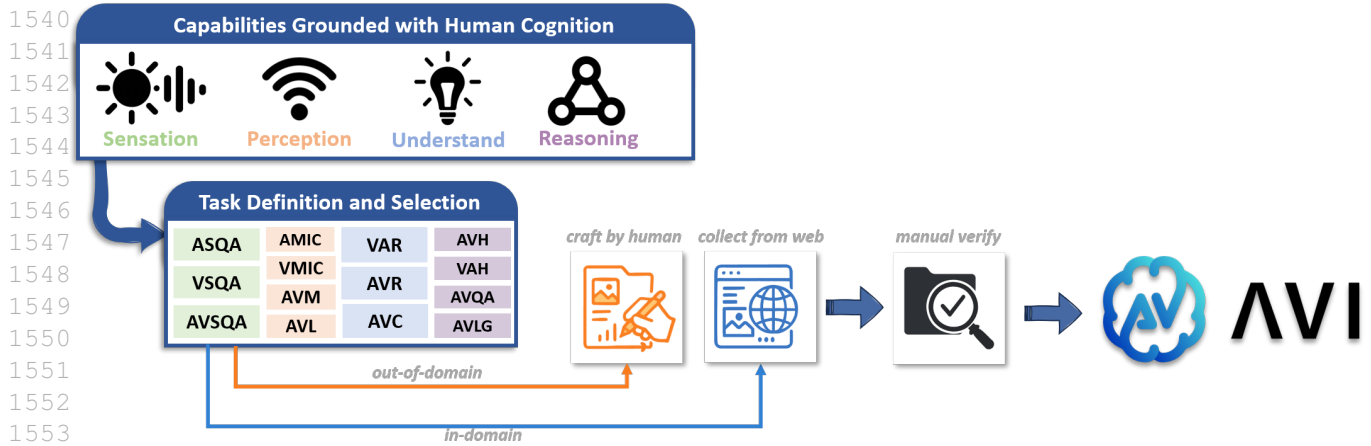 1540
1541
1542
1543
1544
1545
1546
1547
1548
1549
1550
1551
1552
1553
Capabilities Grounded with Human Cognition
Sensation Perception Understand Reasoning
Task Definition and Selection
ASQA
VSQA
AVSQA
AMIC
VMIC
AVM
AVL
VAR
AVR
AVC
AVH
VAH
AVQA
AVLG
craft by human
collect from web
manual verify
out-of-domain
in-domain
AV
AVI